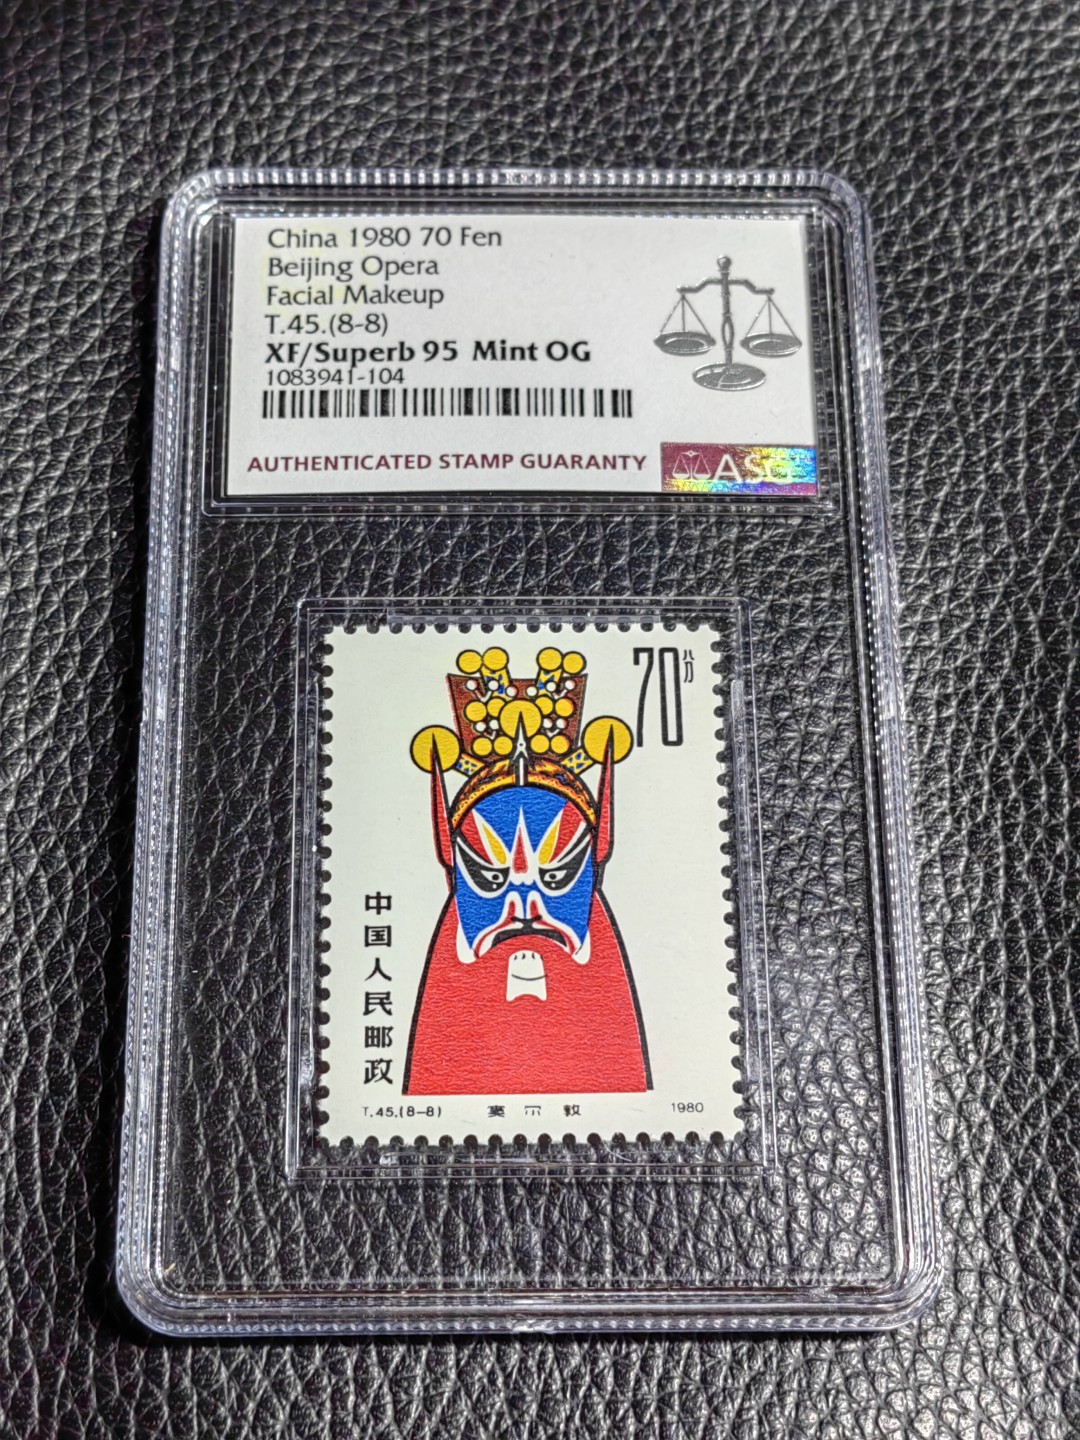 China 1980 70 Fen
Beijing Opera
Facial Makeup
T.45.(8-8)
XF/Superb 95 Mint OG
1083941-104
AUTHENTICATED STAMP GUARANTY
ASG
70分
中国人民邮政
T.45.(8-8) 窦尔敦 1980